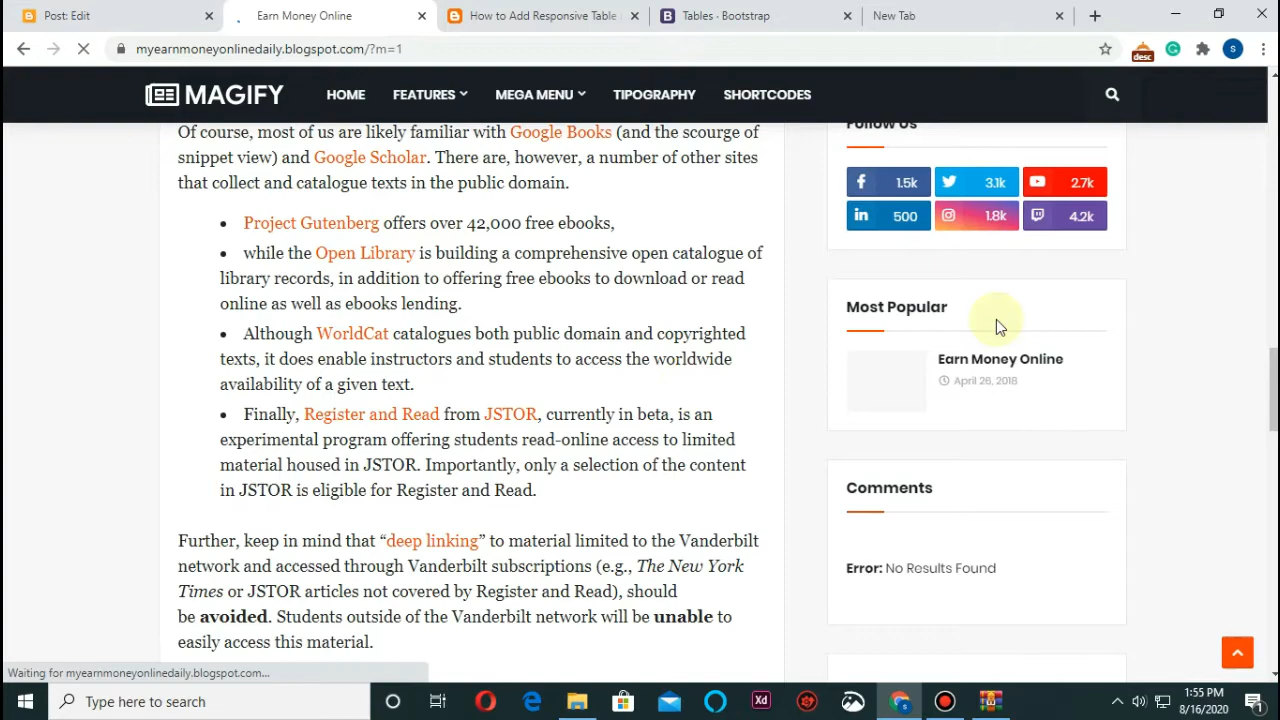 Post: Edit
Earn Money Online
How to Add Responsive Table
Tables · Bootstrap
New Tab
myearnmoneyonlinedaily.blogspot.com/?m=1
desc
S
MAGIFY
HOME
FEATURES
MEGA MENU
TIPOGRAPHY
SHORTCODES
Of course, most of us are likely familiar with Google Books (and the scourge of
snippet view) and Google Scholar. There are, however, a number of other sites
that collect and catalogue texts in the public domain.
• Project Gutenberg offers over 42,000 free ebooks,
• while the Open Library is building a comprehensive open catalogue of
library records, in addition to offering free ebooks to download or read
online as well as ebooks lending.
• Although WorldCat catalogues both public domain and copyrighted
texts, it does enable instructors and students to access the worldwide
availability of a given text.
• Finally, Register and Read from JSTOR, currently in beta, is an
experimental program offering students read-online access to limited
material housed in JSTOR. Importantly, only a selection of the content
in JSTOR is eligible for Register and Read.
Further, keep in mind that “deep linking” to material limited to the Vanderbilt
network and accessed through Vanderbilt subscriptions (e.g., The New York
Times or JSTOR articles not covered by Register and Read), should
be avoided. Students outside of the Vanderbilt network will be unable to
easily access this material.
Follow Us
1.5k
3.1k
2.7k
500
1.8k
4.2k
Most Popular
Earn Money Online
April 26, 2018
Comments
Error: No Results Found
Waiting for myearnmoneyonlinedaily.blogspot.com...
Type here to search
Xd
1:55 PM
8/16/2020
1